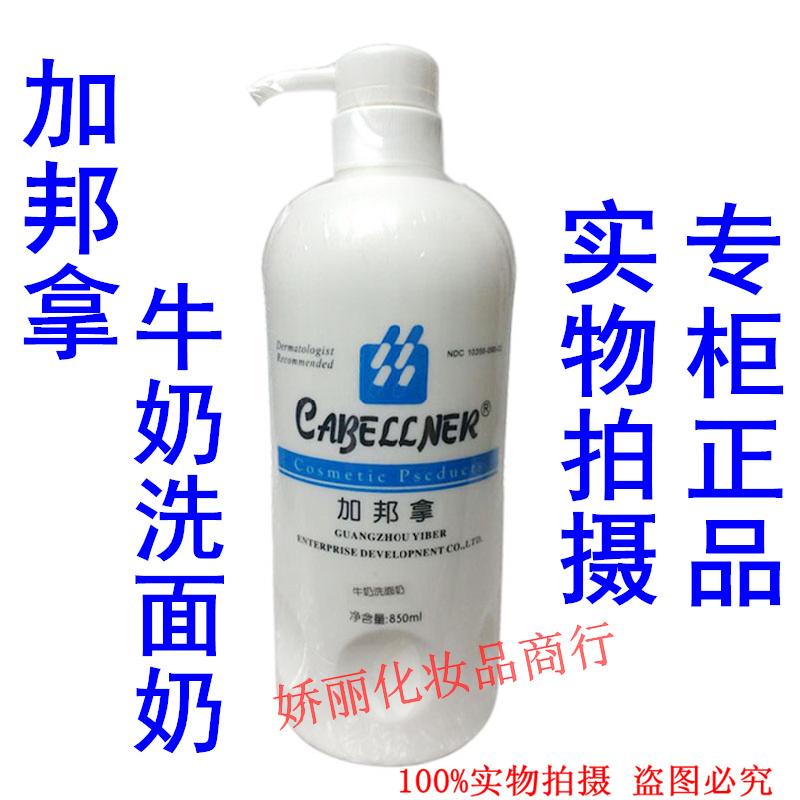 加邦拿
牛奶洗面奶
实物拍摄
专柜正品
Dermatologist
Recommended
CABELLNER®
Cosmetic Pscducts
加邦拿
GUANGZHOU YIBER
ENTERPRISE DEVELOPNENT CO.,LTD.
牛奶洗面奶
净含量:850ml
娇丽化妆品商行
100%实物拍摄 盗图必究